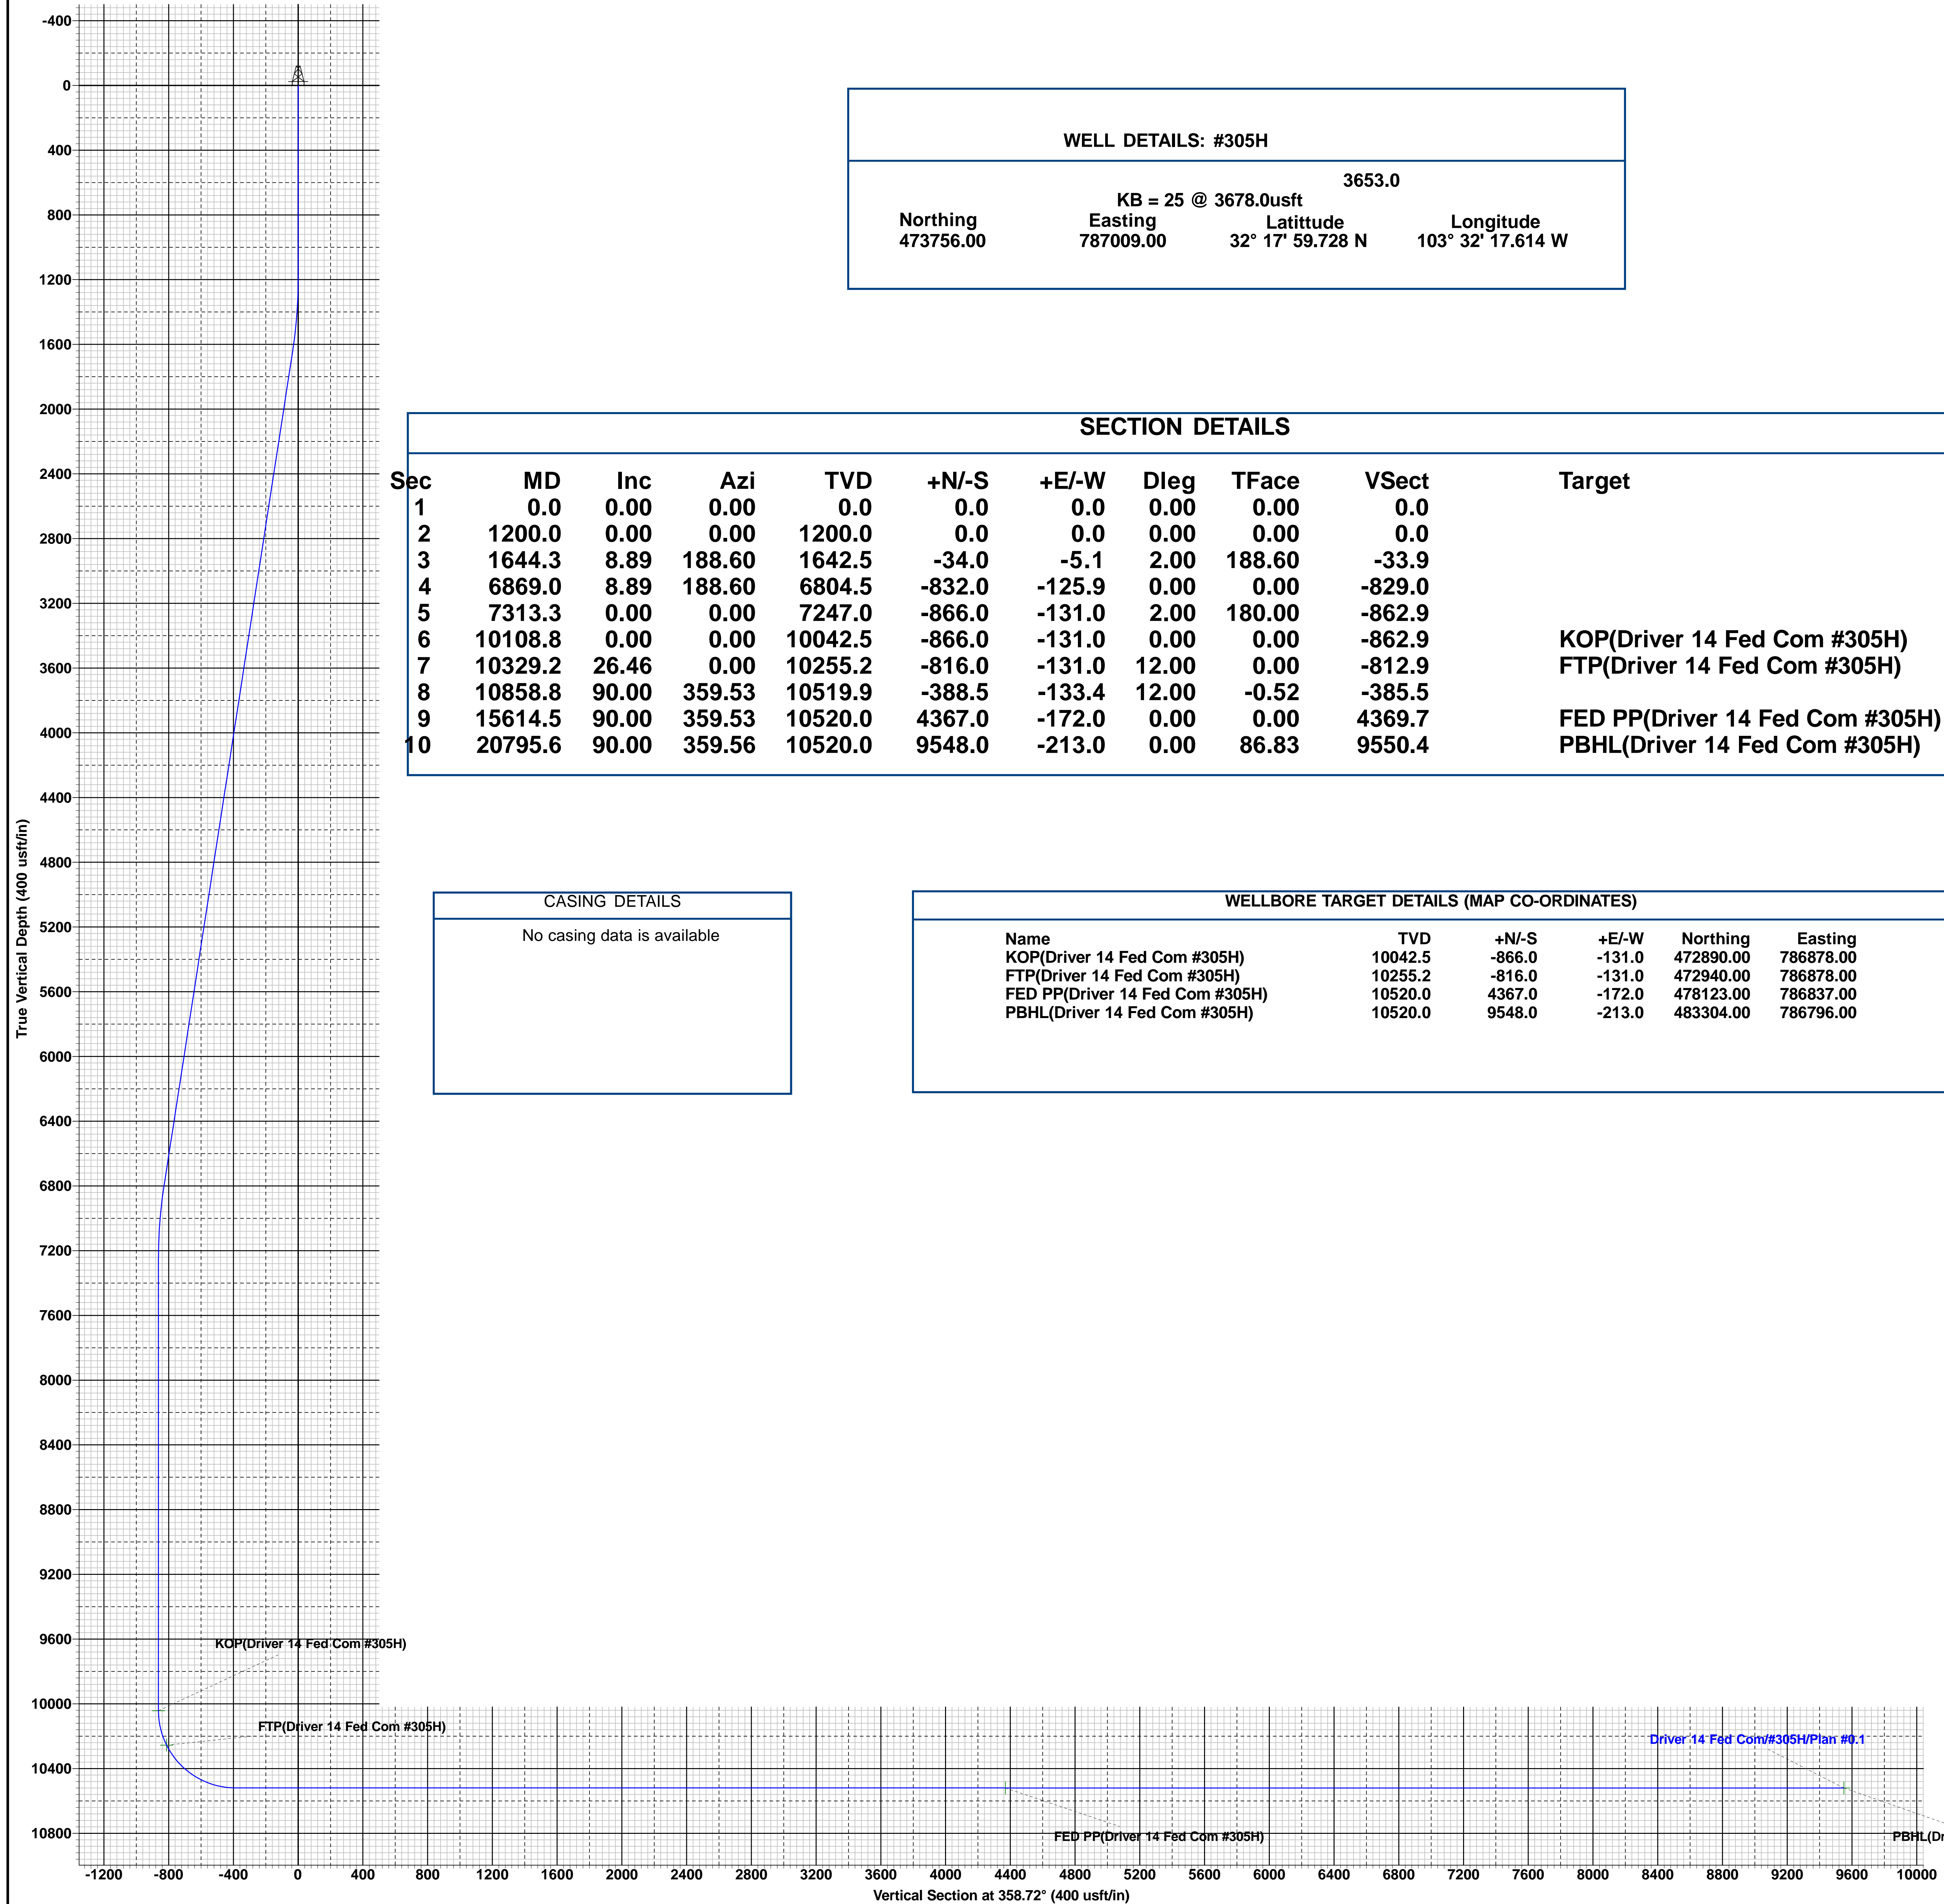 WELL DETAILS: #305H
3653.0
KB = 25 @ 3678.0usft
Northing Easting Latittude Longitude
473756.00 787009.00 32° 17' 59.728 N 103° 32' 17.614 W
SECTION DETAILS
Sec MD Inc Azi TVD +N/-S +E/-W Dleg TFace VSect Target
1 0.0 0.00 0.00 0.0 0.0 0.0 0.00 0.00 0.0
2 1200.0 0.00 0.00 1200.0 0.0 0.0 0.00 0.00 0.0
3 1644.3 8.89 188.60 1642.5 -34.0 -5.1 2.00 188.60 -33.9
4 6869.0 8.89 188.60 6804.5 -832.0 -125.9 0.00 0.00 -829.0
5 7313.3 0.00 0.00 7247.0 -866.0 -131.0 2.00 180.00 -862.9
6 10108.8 0.00 0.00 10042.5 -866.0 -131.0 0.00 0.00 -862.9 KOP(Driver 14 Fed Com #305H)
7 10329.2 26.46 0.00 10255.2 -816.0 -131.0 12.00 0.00 -812.9 FTP(Driver 14 Fed Com #305H)
8 10858.8 90.00 359.53 10519.9 -388.5 -133.4 12.00 -0.52 -385.5
9 15614.5 90.00 359.53 10520.0 4367.0 -172.0 0.00 0.00 4369.7 FED PP(Driver 14 Fed Com #305H)
10 20795.6 90.00 359.56 10520.0 9548.0 -213.0 0.00 86.83 9550.4 PBHL(Driver 14 Fed Com #305H)
CASING DETAILS
No casing data is available
WELLBORE TARGET DETAILS (MAP CO-ORDINATES)
Name TVD +N/-S +E/-W Northing Easting
KOP(Driver 14 Fed Com #305H) 10042.5 -866.0 -131.0 472890.00 786878.00
FTP(Driver 14 Fed Com #305H) 10255.2 -816.0 -131.0 472940.00 786878.00
FED PP(Driver 14 Fed Com #305H) 10520.0 4367.0 -172.0 478123.00 786837.00
PBHL(Driver 14 Fed Com #305H) 10520.0 9548.0 -213.0 483304.00 786796.00
True Vertical Depth (400 usft/in)
-400
0
400
800
1200
1600
2000
2400
2800
3200
3600
4000
4400
4800
5200
5600
6000
6400
6800
7200
7600
8000
8400
8800
9200
9600
10000
10400
10800
KOP(Driver 14 Fed Com #305H)
FTP(Driver 14 Fed Com #305H)
Driver 14 Fed Com/#305H/Plan #0.1
FED PP(Driver 14 Fed Com #305H)
PBHL(Dr
-1200 -800 -400 0 400 800 1200 1600 2000 2400 2800 3200 3600 4000 4400 4800 5200 5600 6000 6400 6800 7200 7600 8000 8400 8800 9200 9600 10000
Vertical Section at 358.72° (400 usft/in)